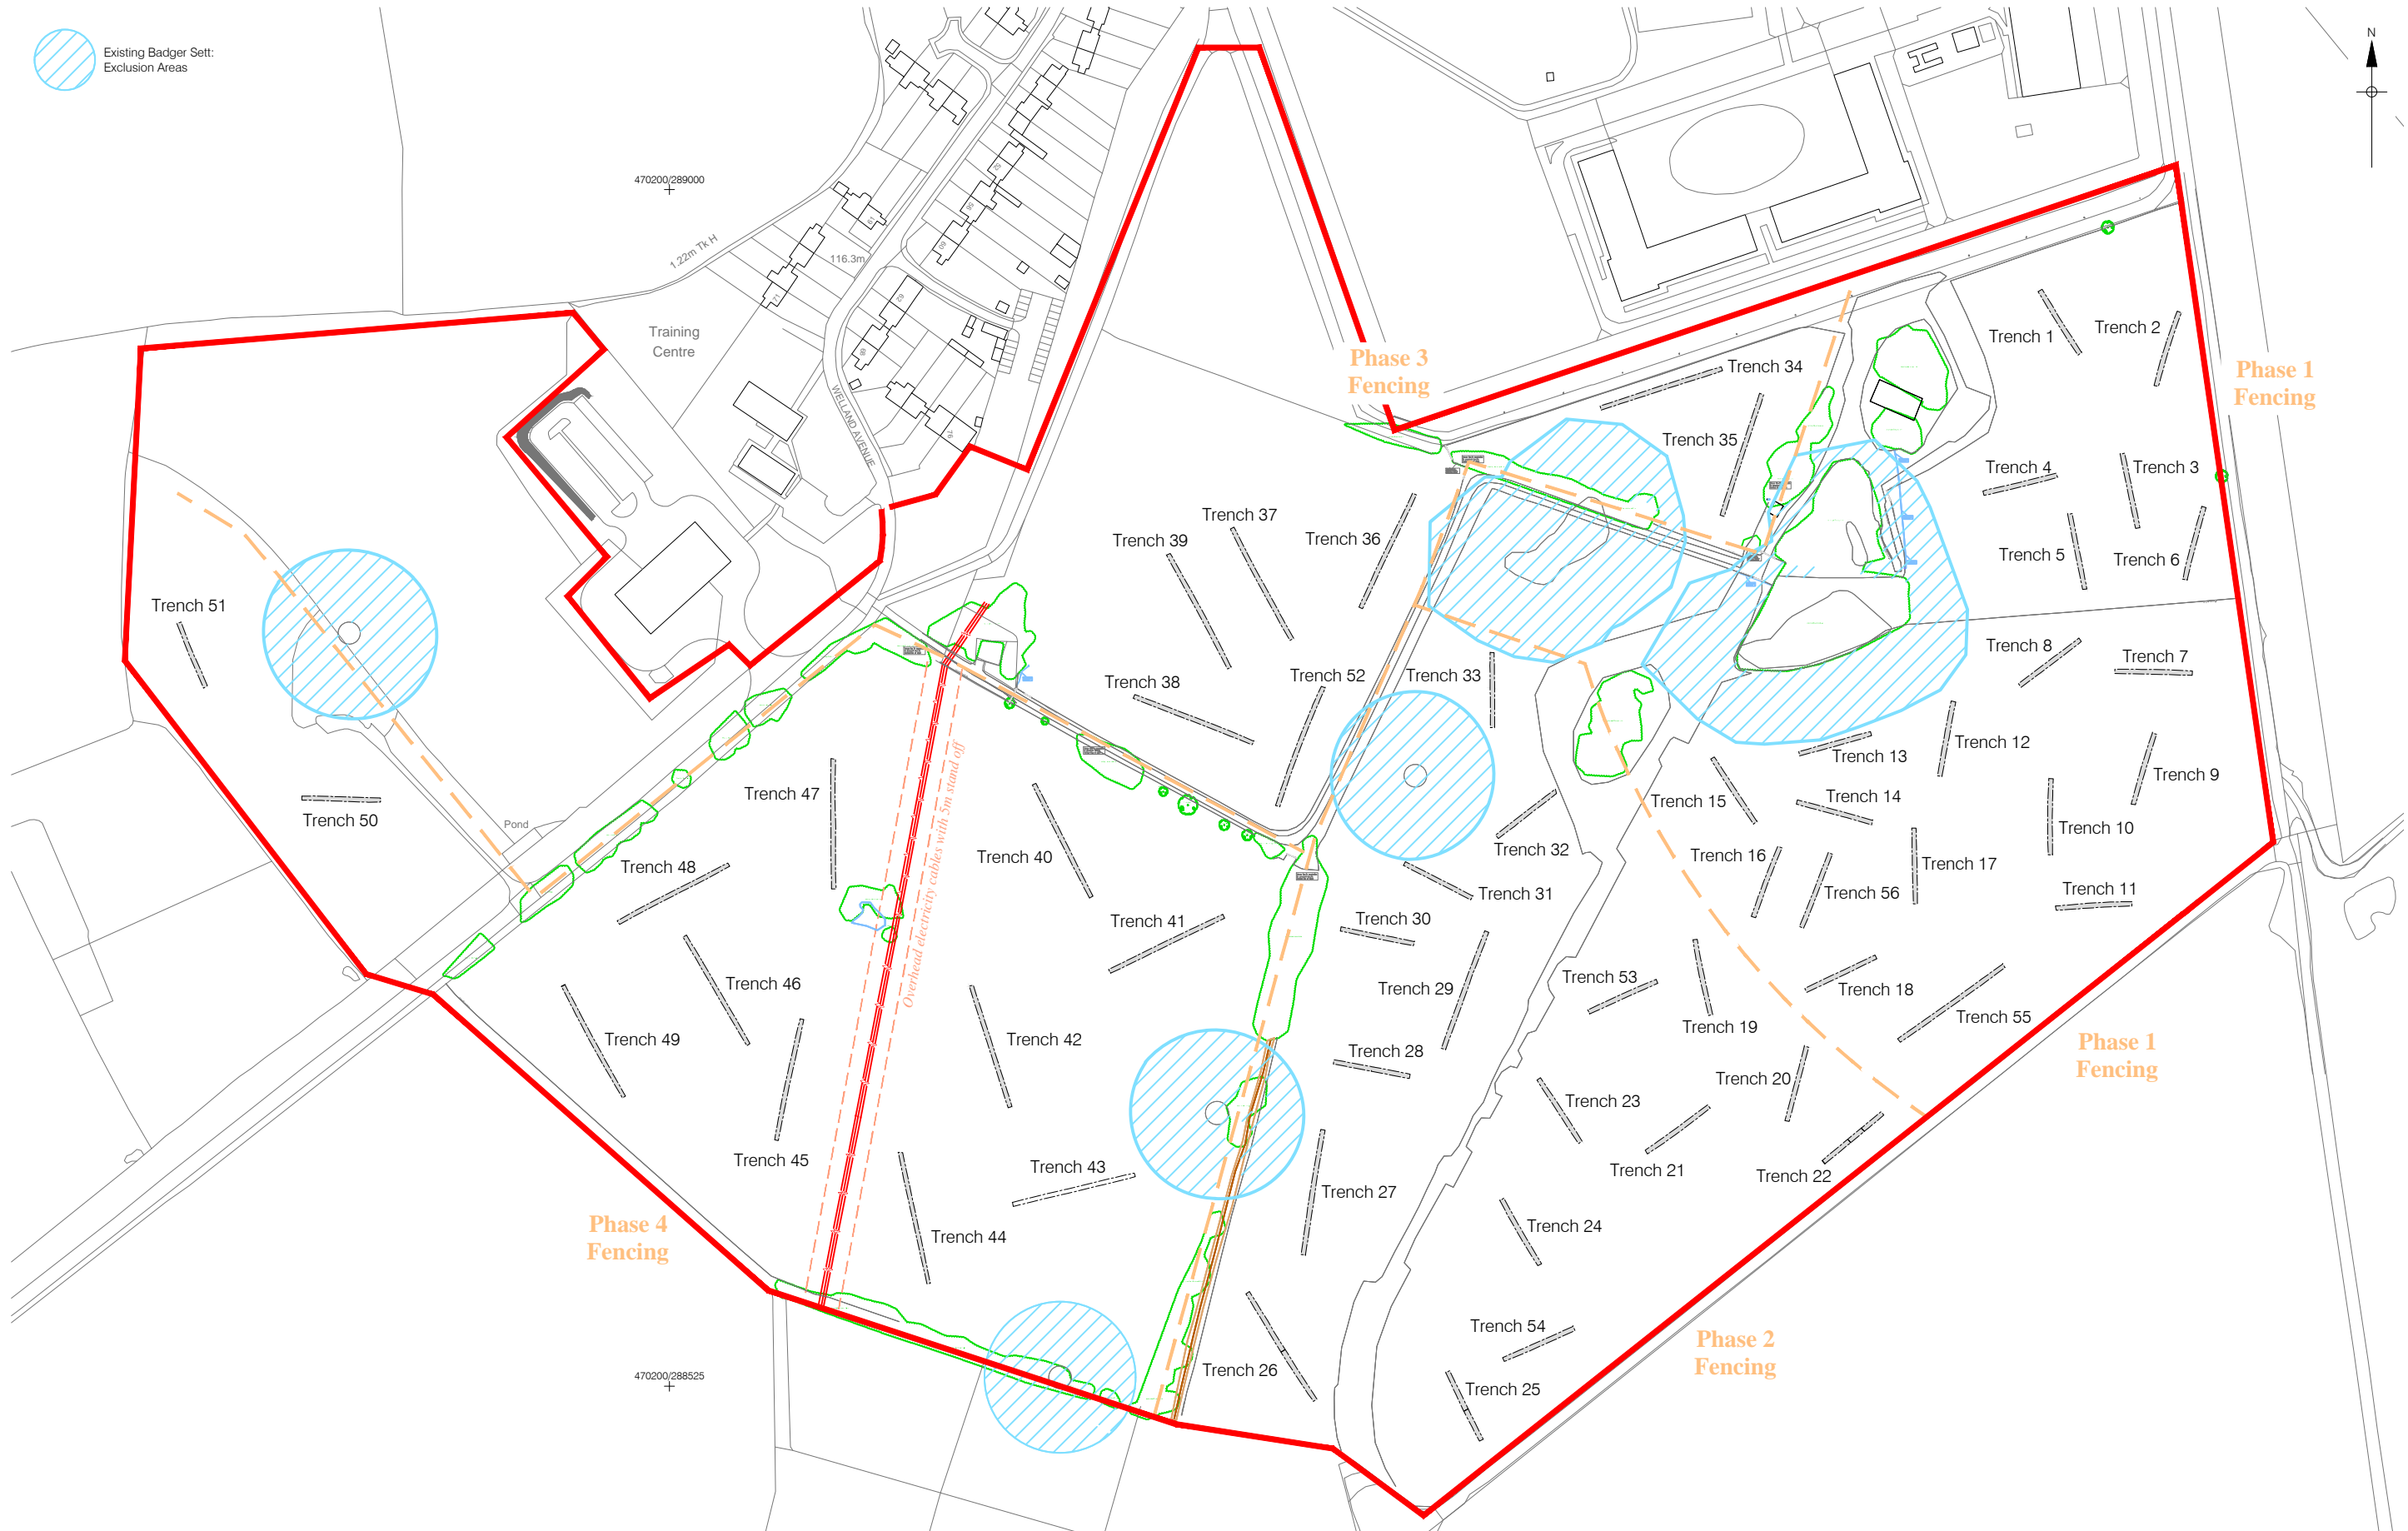 Existing Badger Sett:
Exclusion Areas
N
470200/289000
1.22m Tk H
116.3m
Training
Centre
WELLAND AVENUE
52
56
60
61
71
62
68
76
Phase 3
Fencing
Phase 1
Fencing
Trench 1
Trench 2
Trench 34
Trench 35
Trench 4
Trench 3
Trench 37
Trench 39
Trench 36
Trench 5
Trench 6
Trench 51
Trench 8
Trench 7
Trench 38
Trench 52
Trench 33
Trench 12
Trench 13
Trench 9
Trench 47
Trench 15
Trench 14
Trench 50
Pond
Trench 10
Trench 32
Trench 40
Trench 16
Trench 17
Trench 48
Trench 31
Trench 56
Trench 11
Overhead electricity cables with 5m stand off
Trench 41
Trench 30
Trench 46
Trench 29
Trench 53
Trench 18
Trench 49
Trench 42
Trench 19
Trench 55
Phase 1
Fencing
Trench 28
Trench 20
Trench 23
Trench 45
Trench 43
Trench 21
Trench 22
Trench 27
Phase 4
Fencing
Trench 44
Trench 24
Trench 54
Phase 2
Fencing
470200/288525
Trench 26
Trench 25